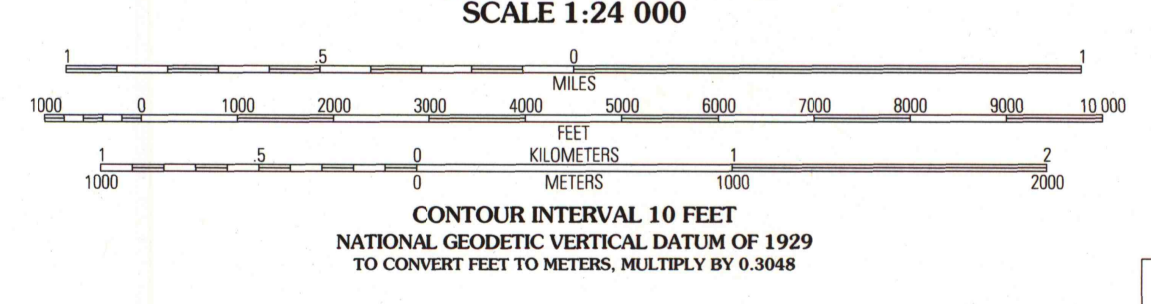 SCALE 1:24 000
1 .5 0 1
MILES
1000 0 1000 2000 3000 4000 5000 6000 7000 8000 9000 10 000
FEET
1 .5 0 KILOMETERS 1 2
1000 0 METERS 1000 2000
CONTOUR INTERVAL 10 FEET
NATIONAL GEODETIC VERTICAL DATUM OF 1929
TO CONVERT FEET TO METERS, MULTIPLY BY 0.3048